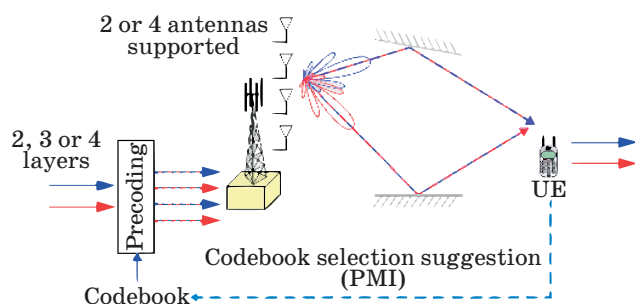 2 or 4 antennas
supported
2, 3 or 4
layers
Precoding
UE
Codebook selection suggestion
(PMI)
Codebook